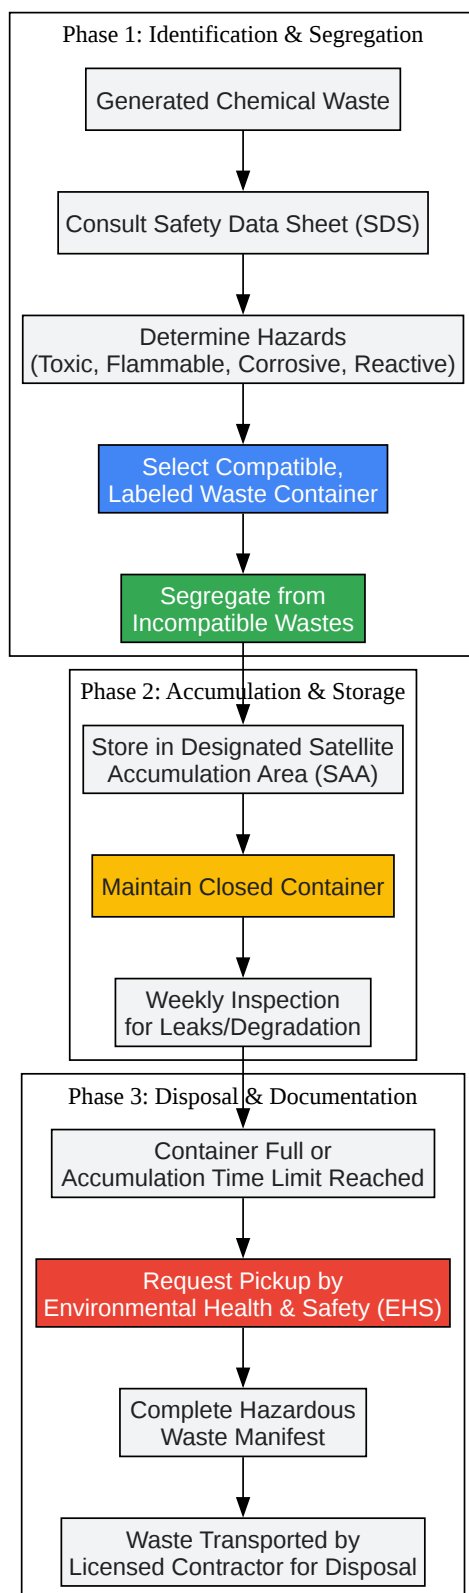 Phase 1: Identification & Segregation
Generated Chemical Waste
Consult Safety Data Sheet (SDS)
Determine Hazards
(Toxic, Flammable, Corrosive, Reactive)
Select Compatible,
Labeled Waste Container
Segregate from
Incompatible Wastes
Phase 2: Accumulation & Storage
Store in Designated Satellite
Accumulation Area (SAA)
Maintain Closed Container
Weekly Inspection
for Leaks/Degradation
Phase 3: Disposal & Documentation
Container Full or
Accumulation Time Limit Reached
Request Pickup by
Environmental Health & Safety (EHS)
Complete Hazardous
Waste Manifest
Waste Transported by
Licensed Contractor for Disposal